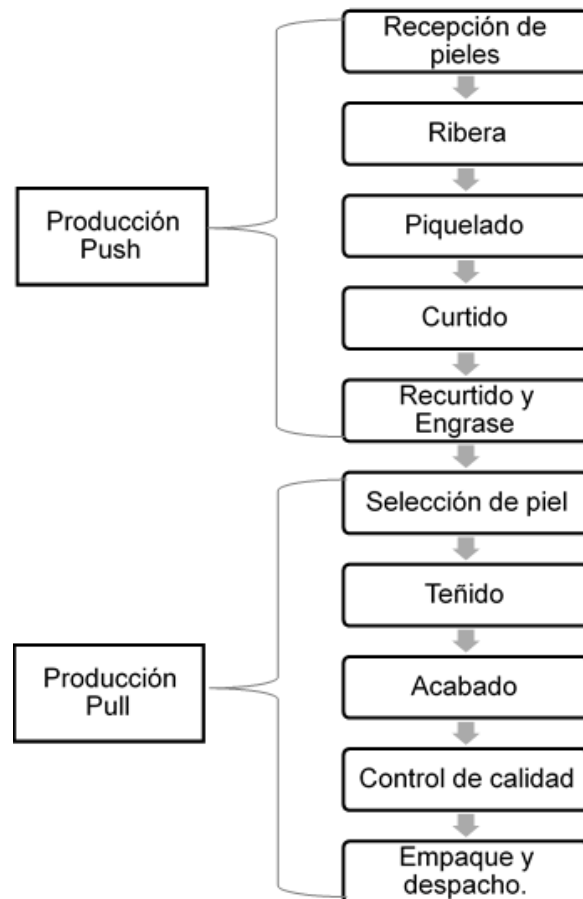 Recepción de
pieles
Ribera
Piquelado
Curtido
Recurtido y
Engrase
Producción
Push
Selección de piel
Teñido
Acabado
Control de calidad
Empaque y
despacho.
Producción
Pull